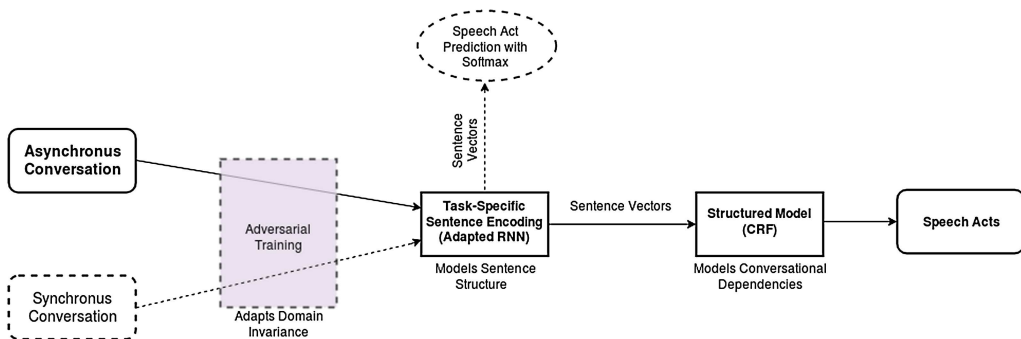 Speech Act
Prediction with
Softmax
Sentence
Vectors
Asynchronus
Conversation
Adversarial
Training
Task-Specific
Sentence Encoding
(Adapted RNN)
Sentence Vectors
Structured Model
(CRF)
Speech Acts
Models Sentence
Structure
Models Conversational
Dependencies
Synchronus
Conversation
Adapts Domain
Invariance